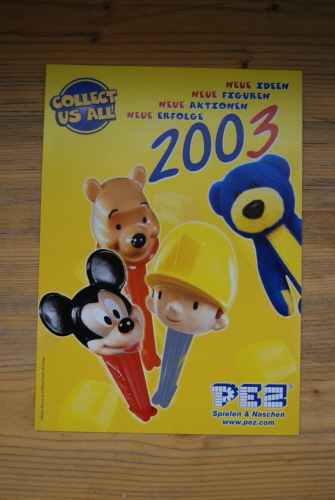 COLLECT
US ALL!
NEUE IDEEN
NEUE FIGUREN
NEUE AKTIONEN
NEUE ERFOLGE
2003
PEZ
Spielen & Naschen
www.pez.com